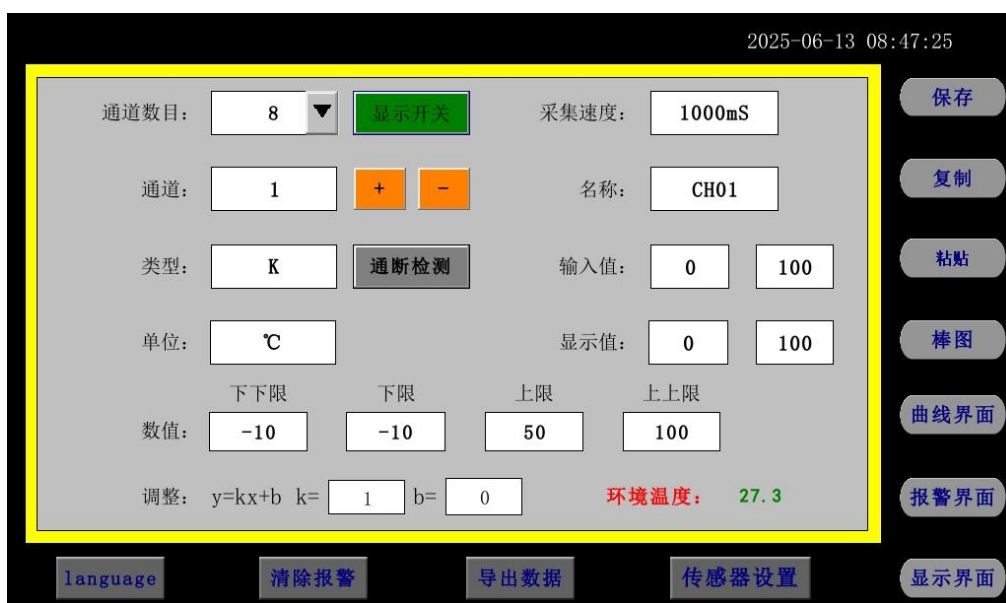 2025-06-13 08:47:25
通道数目: 8 ▼ 显示开关 采集速度: 1000mS 保存
通道: 1 + - 名称: CH01 复制
类型: K 通断检测 输入值: 0 100 粘贴
单位: ℃ 显示值: 0 100 棒图
下下限 下限 上限 上上限
数值: -10 -10 50 100 曲线界面
调整: y=kx+b k= 1 b= 0 环境温度: 27.3 报警界面
language 清除报警 导出数据 传感器设置 显示界面